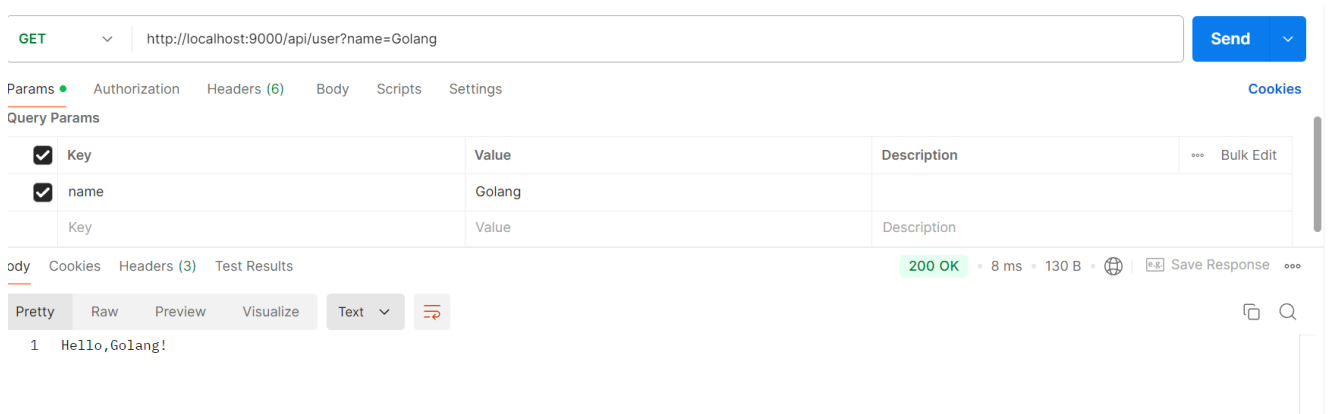 GET http://localhost:9000/api/user?name=Golang Send
Params Authorization Headers (6) Body Scripts Settings Cookies
Query Params
Key Value Description Bulk Edit
name Golang
Key Value Description
ody Cookies Headers (3) Test Results 200 OK 8 ms 130 B e.g. Save Response
Pretty Raw Preview Visualize Text
1 Hello,Golang!